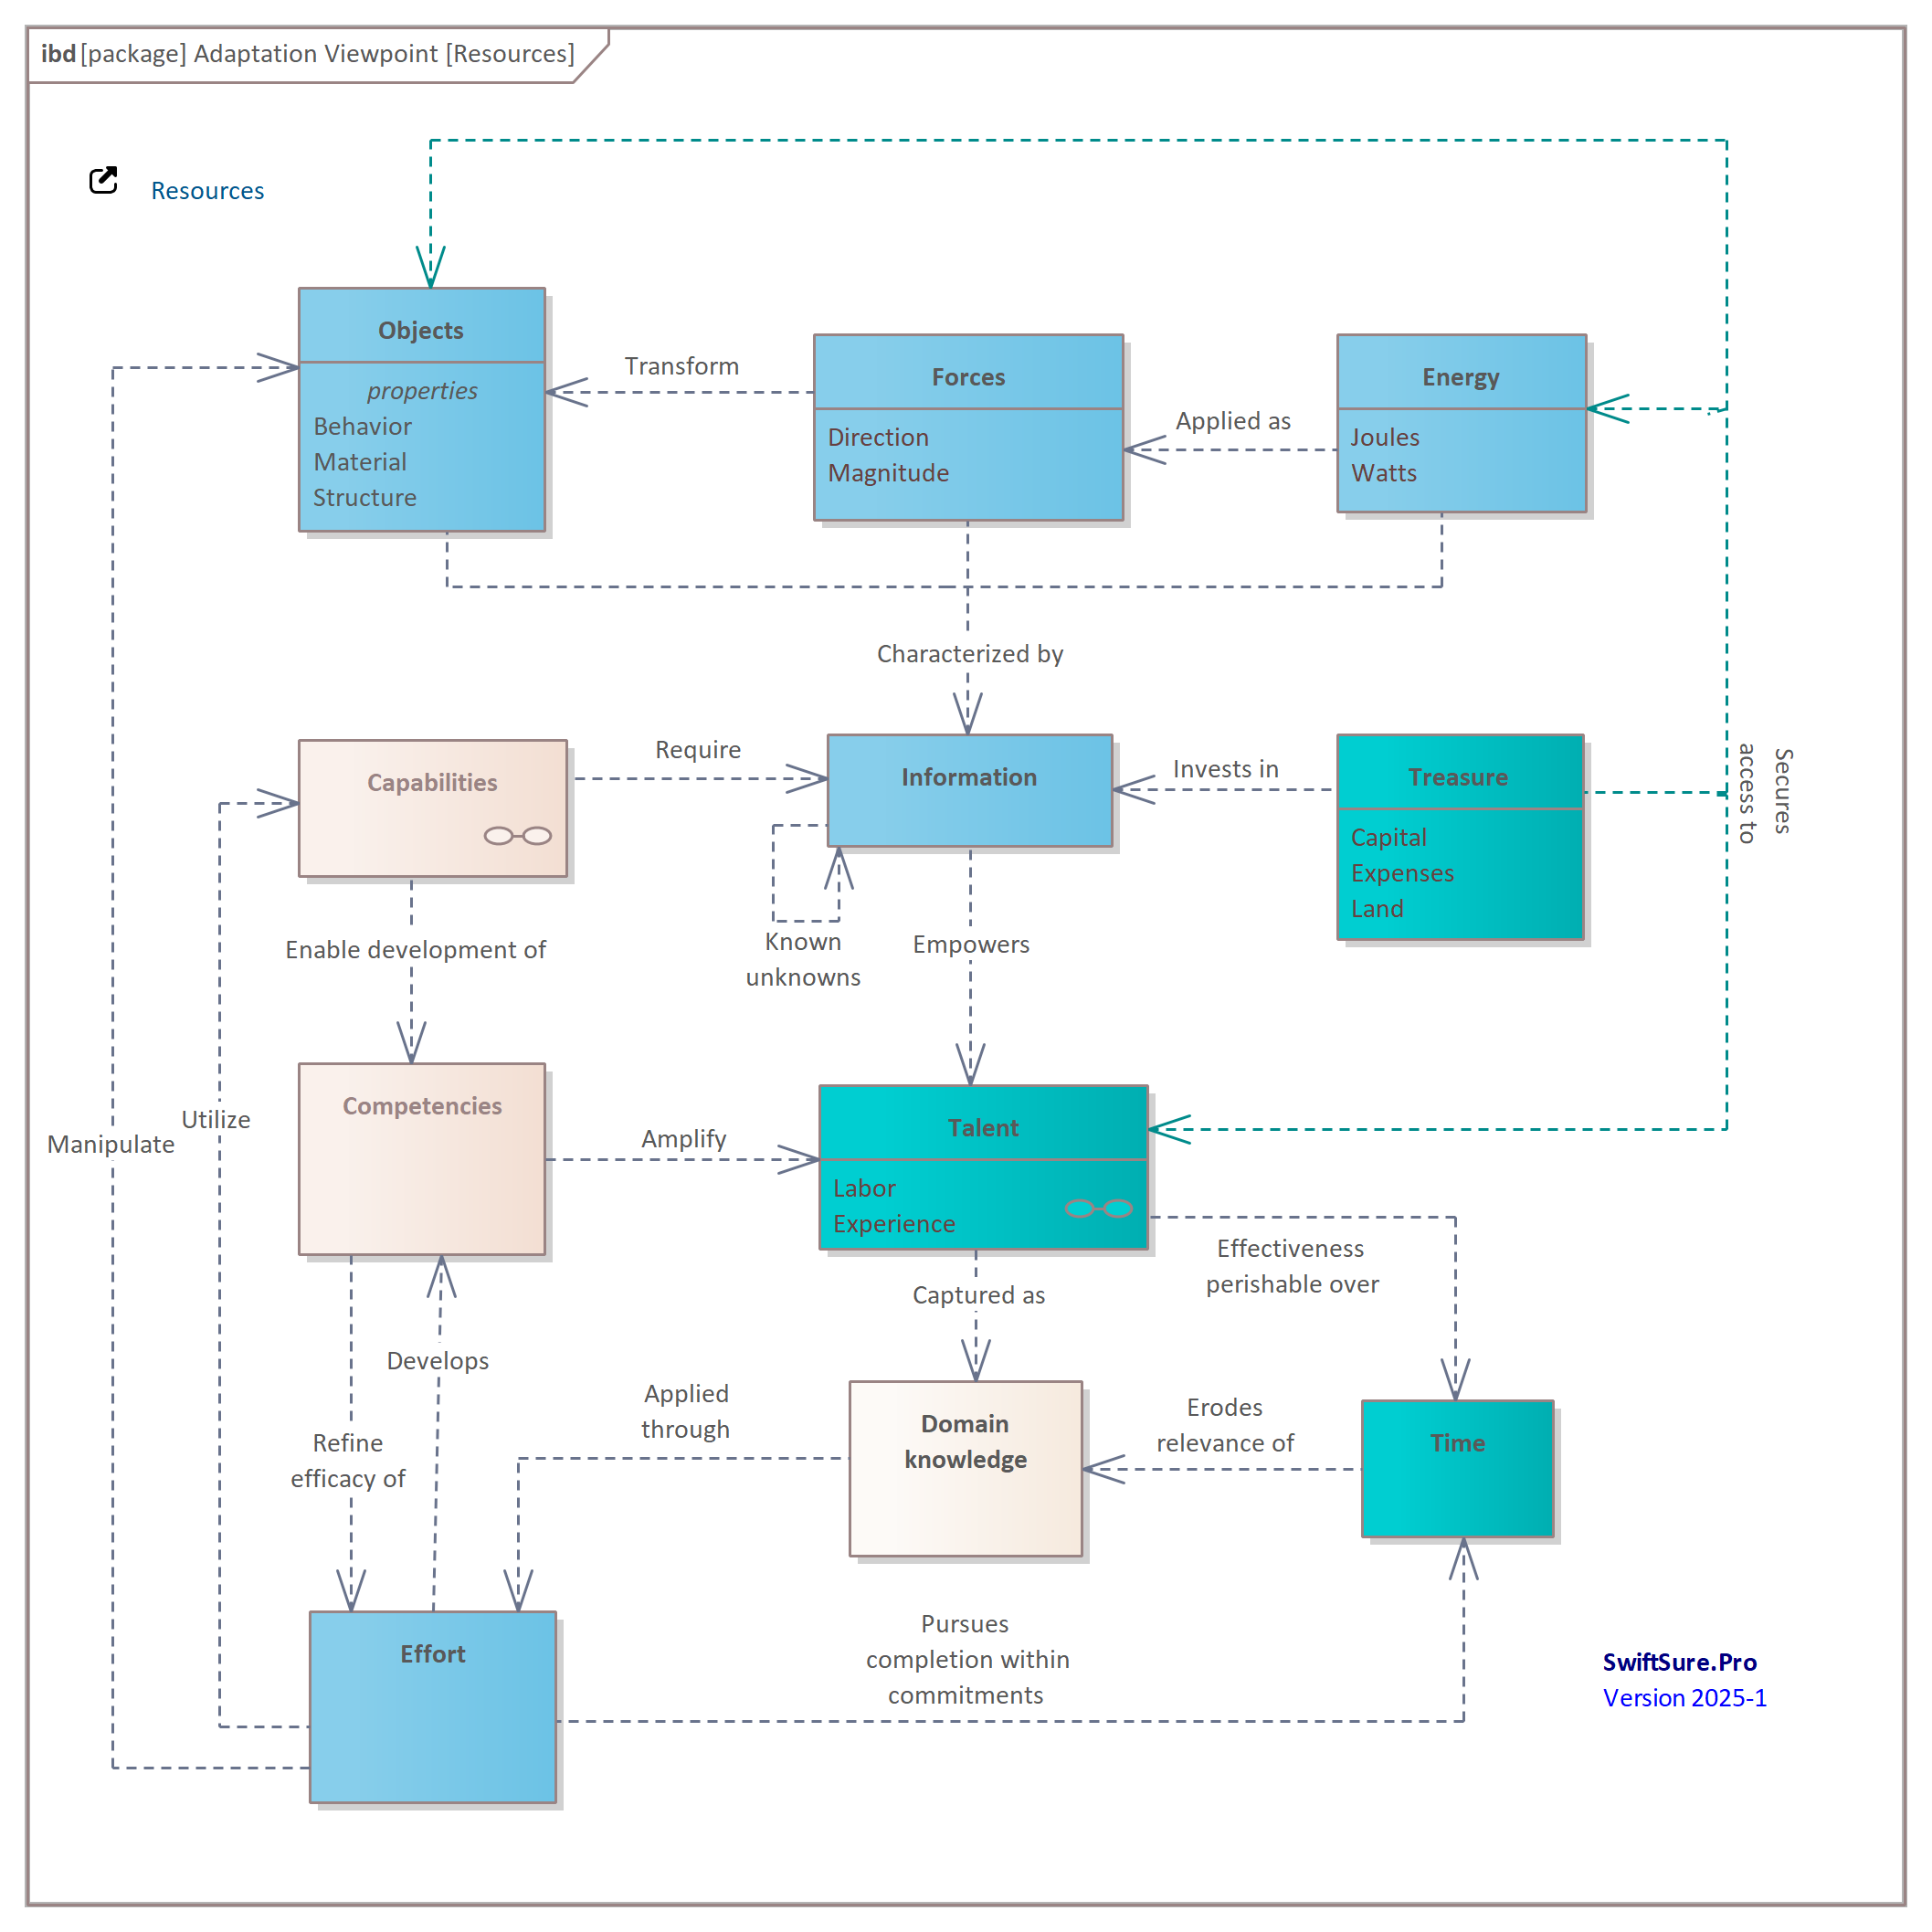 ibd [package] Adaptation Viewpoint [Resources]
Resources
Objects
properties
Behavior
Material
Structure
Transform
Forces
Direction
Magnitude
Applied as
Energy
Joules
Watts
Characterized by
Capabilities
Require
Information
Invests in
Treasure
Capital
Expenses
Land
Secures
access to
Known
unknowns
Empowers
Enable development of
Competencies
Utilize
Manipulate
Amplify
Talent
Labor
Experience
Effectiveness
perishable over
Captured as
Develops
Refine
efficacy of
Applied
through
Domain
knowledge
Erodes
relevance of
Time
Effort
Pursues
completion within
commitments
SwiftSure.Pro
Version 2025-1